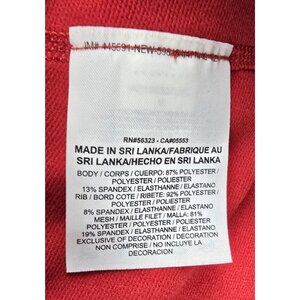 RN#56323 - CA#05553
MADE IN SRI LANKA/FABRIQUE AU
SRI LANKA/HECHO EN SRI LANKA
BODY / CORPS / CUERPO: 87% POLYESTER /
POLYESTER / POLIESTER
13% SPANDEX / ELASTHANNE / ELASTANO
RIB / BORD COTE / RIBETE: 92% POLYESTER /
POLYESTER / POLIESTER
8% SPANDEX / ELASTHANNE / ELASTANO
MESH / MAILLE FILET / MALLA: 81%
POLYESTER / POLYESTER / POLIESTER
19% SPANDEX / ELASTHANNE / ELASTANO
EXCLUSIVE OF DECORATION / DECORATION
NON COMPRISE / NO INCLUYE LA
DECORACION